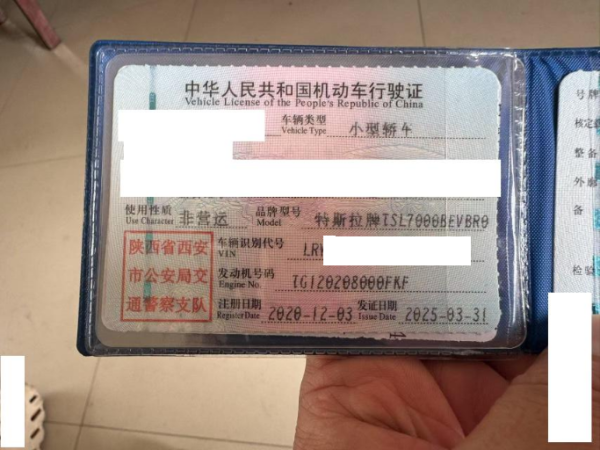 中华人民共和国机动车行驶证
Vehicle License of the People's Republic of China
车辆类型 小型轿车
Vehicle Type
使用性质 非营运 品牌型号 特斯拉牌TSL7000BEVBR0
Use Character Model
陕西省西安
市公安局交
通警察支队
车辆识别代号 LR
VIN
发动机号码 TG120208000FKF
Engine No.
注册日期 2020-12-03 发证日期 2025-03-31
Register Date Issue Date
号牌
核定
整备
外廓
备
检验